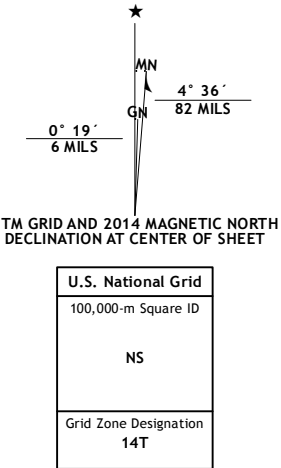 ★
MN
4° 36´
GN
82 MILS
0° 19´
6 MILS
TM GRID AND 2014 MAGNETIC NORTH
DECLINATION AT CENTER OF SHEET
U.S. National Grid
100,000-m Square ID
NS
Grid Zone Designation
14T